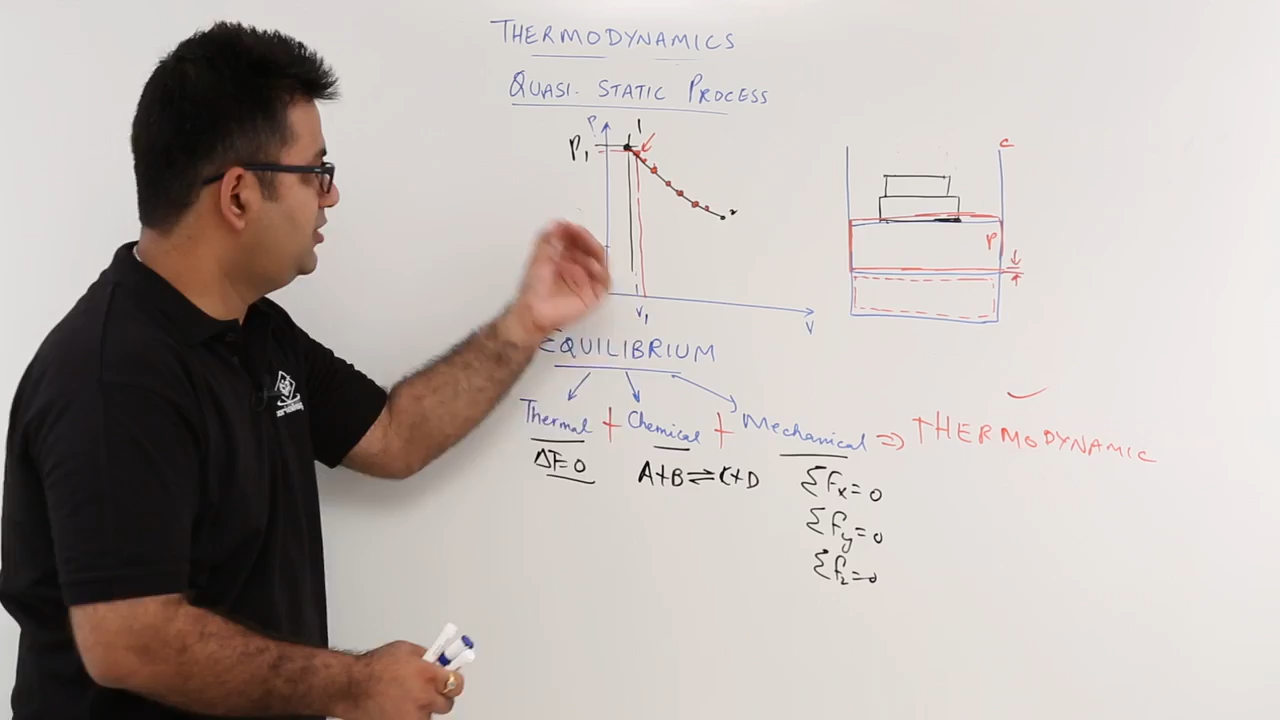 THERMODYNAMICS
QUASI-STATIC PROCESS
P
1
P1
2
V1
V
C
P
EQUILIBRIUM
Thermal + Chemical + Mechanical ⇒ THERMODYNAMIC
ΔT=0
A+B⇌C+D
ΣFx=0
ΣFy=0
ΣFz=0